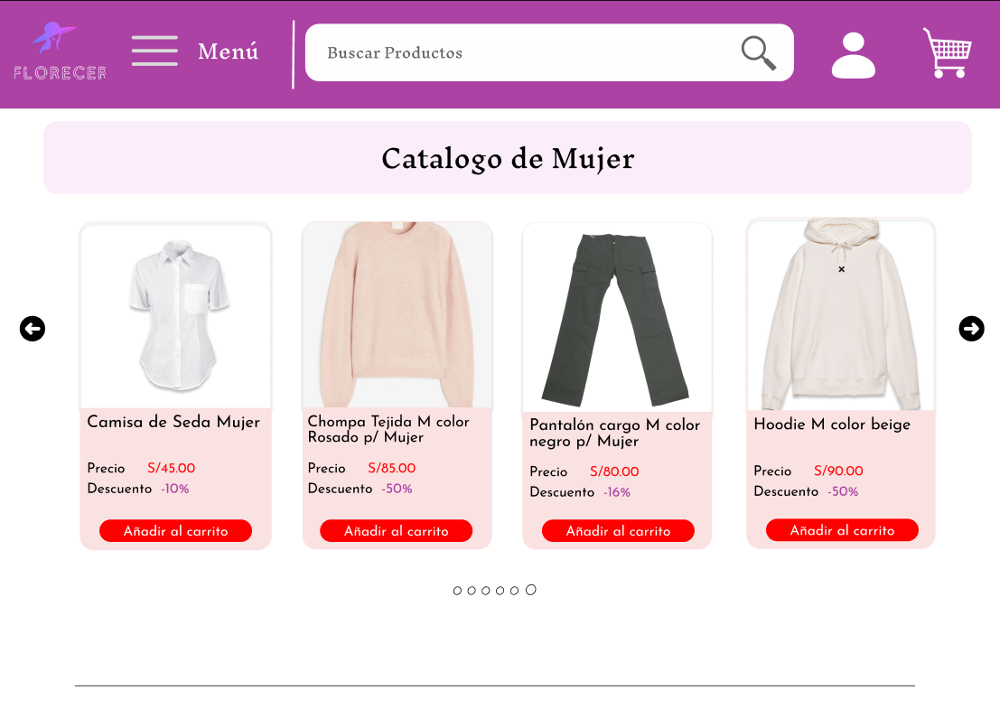 FLORECER
Menú
Buscar Productos
Catalogo de Mujer
Camisa de Seda Mujer
Precio S/45.00
Descuento -10%
Añadir al carrito
Chompa Tejida M color
Rosado p/ Mujer
Precio S/85.00
Descuento -50%
Añadir al carrito
Pantalón cargo M color
negro p/ Mujer
Precio S/80.00
Descuento -16%
Añadir al carrito
Hoodie M color beige
Precio S/90.00
Descuento -50%
Añadir al carrito